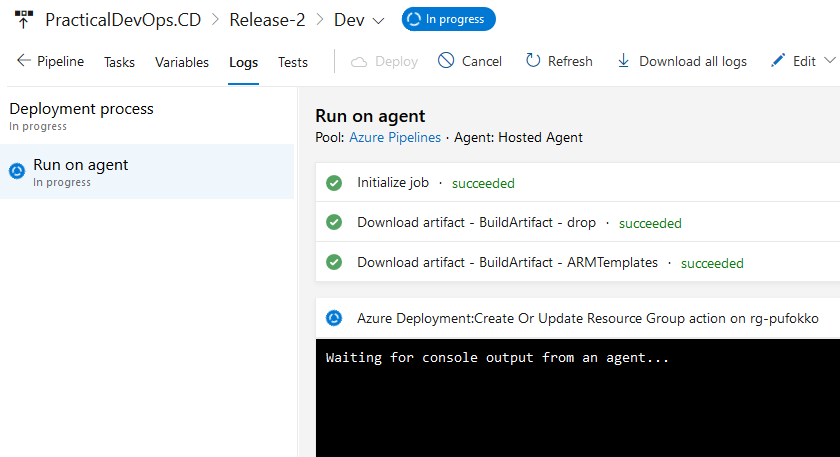 PracticalDevOps.CD > Release-2 > Dev In progress
Pipeline Tasks Variables Logs Tests Deploy Cancel Refresh Download all logs Edit
Deployment process
In progress
Run on agent
In progress
Run on agent
Pool: Azure Pipelines · Agent: Hosted Agent
Initialize job · succeeded
Download artifact - BuildArtifact - drop · succeeded
Download artifact - BuildArtifact - ARMTemplates · succeeded
Azure Deployment:Create Or Update Resource Group action on rg-pufokko
Waiting for console output from an agent...